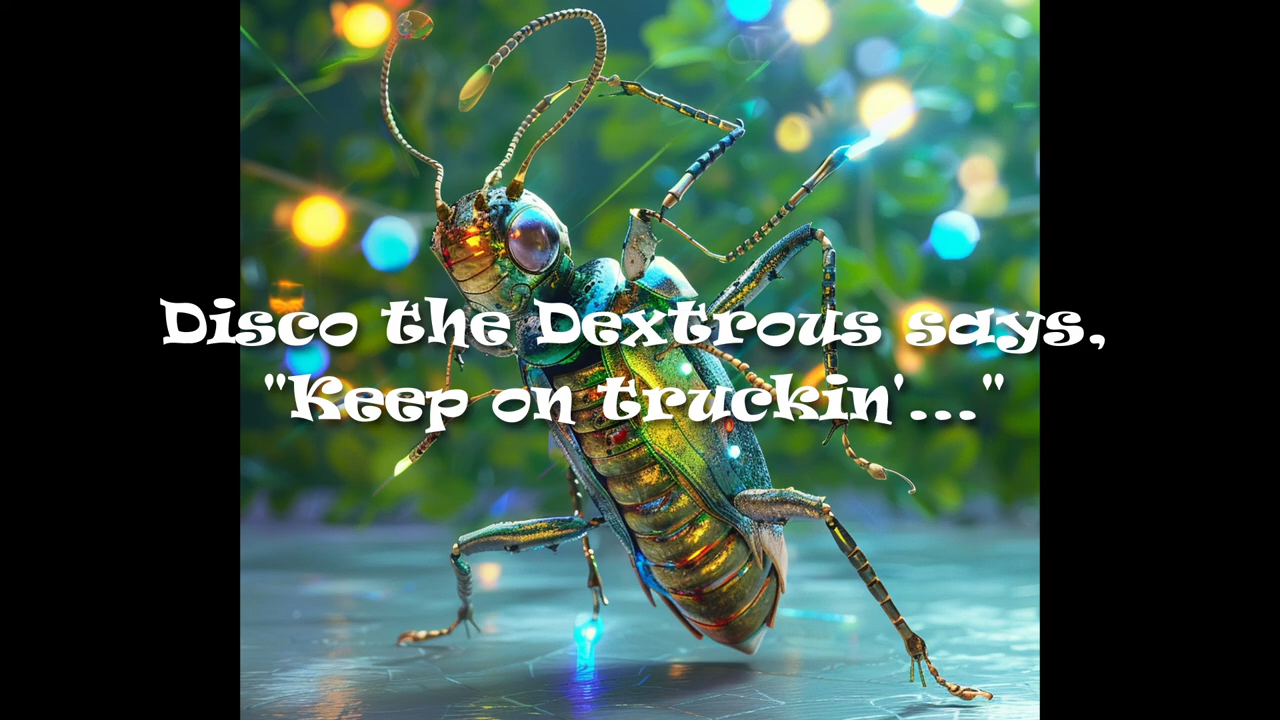 Disco the Dextrous says,
"Keep on truckin'..."